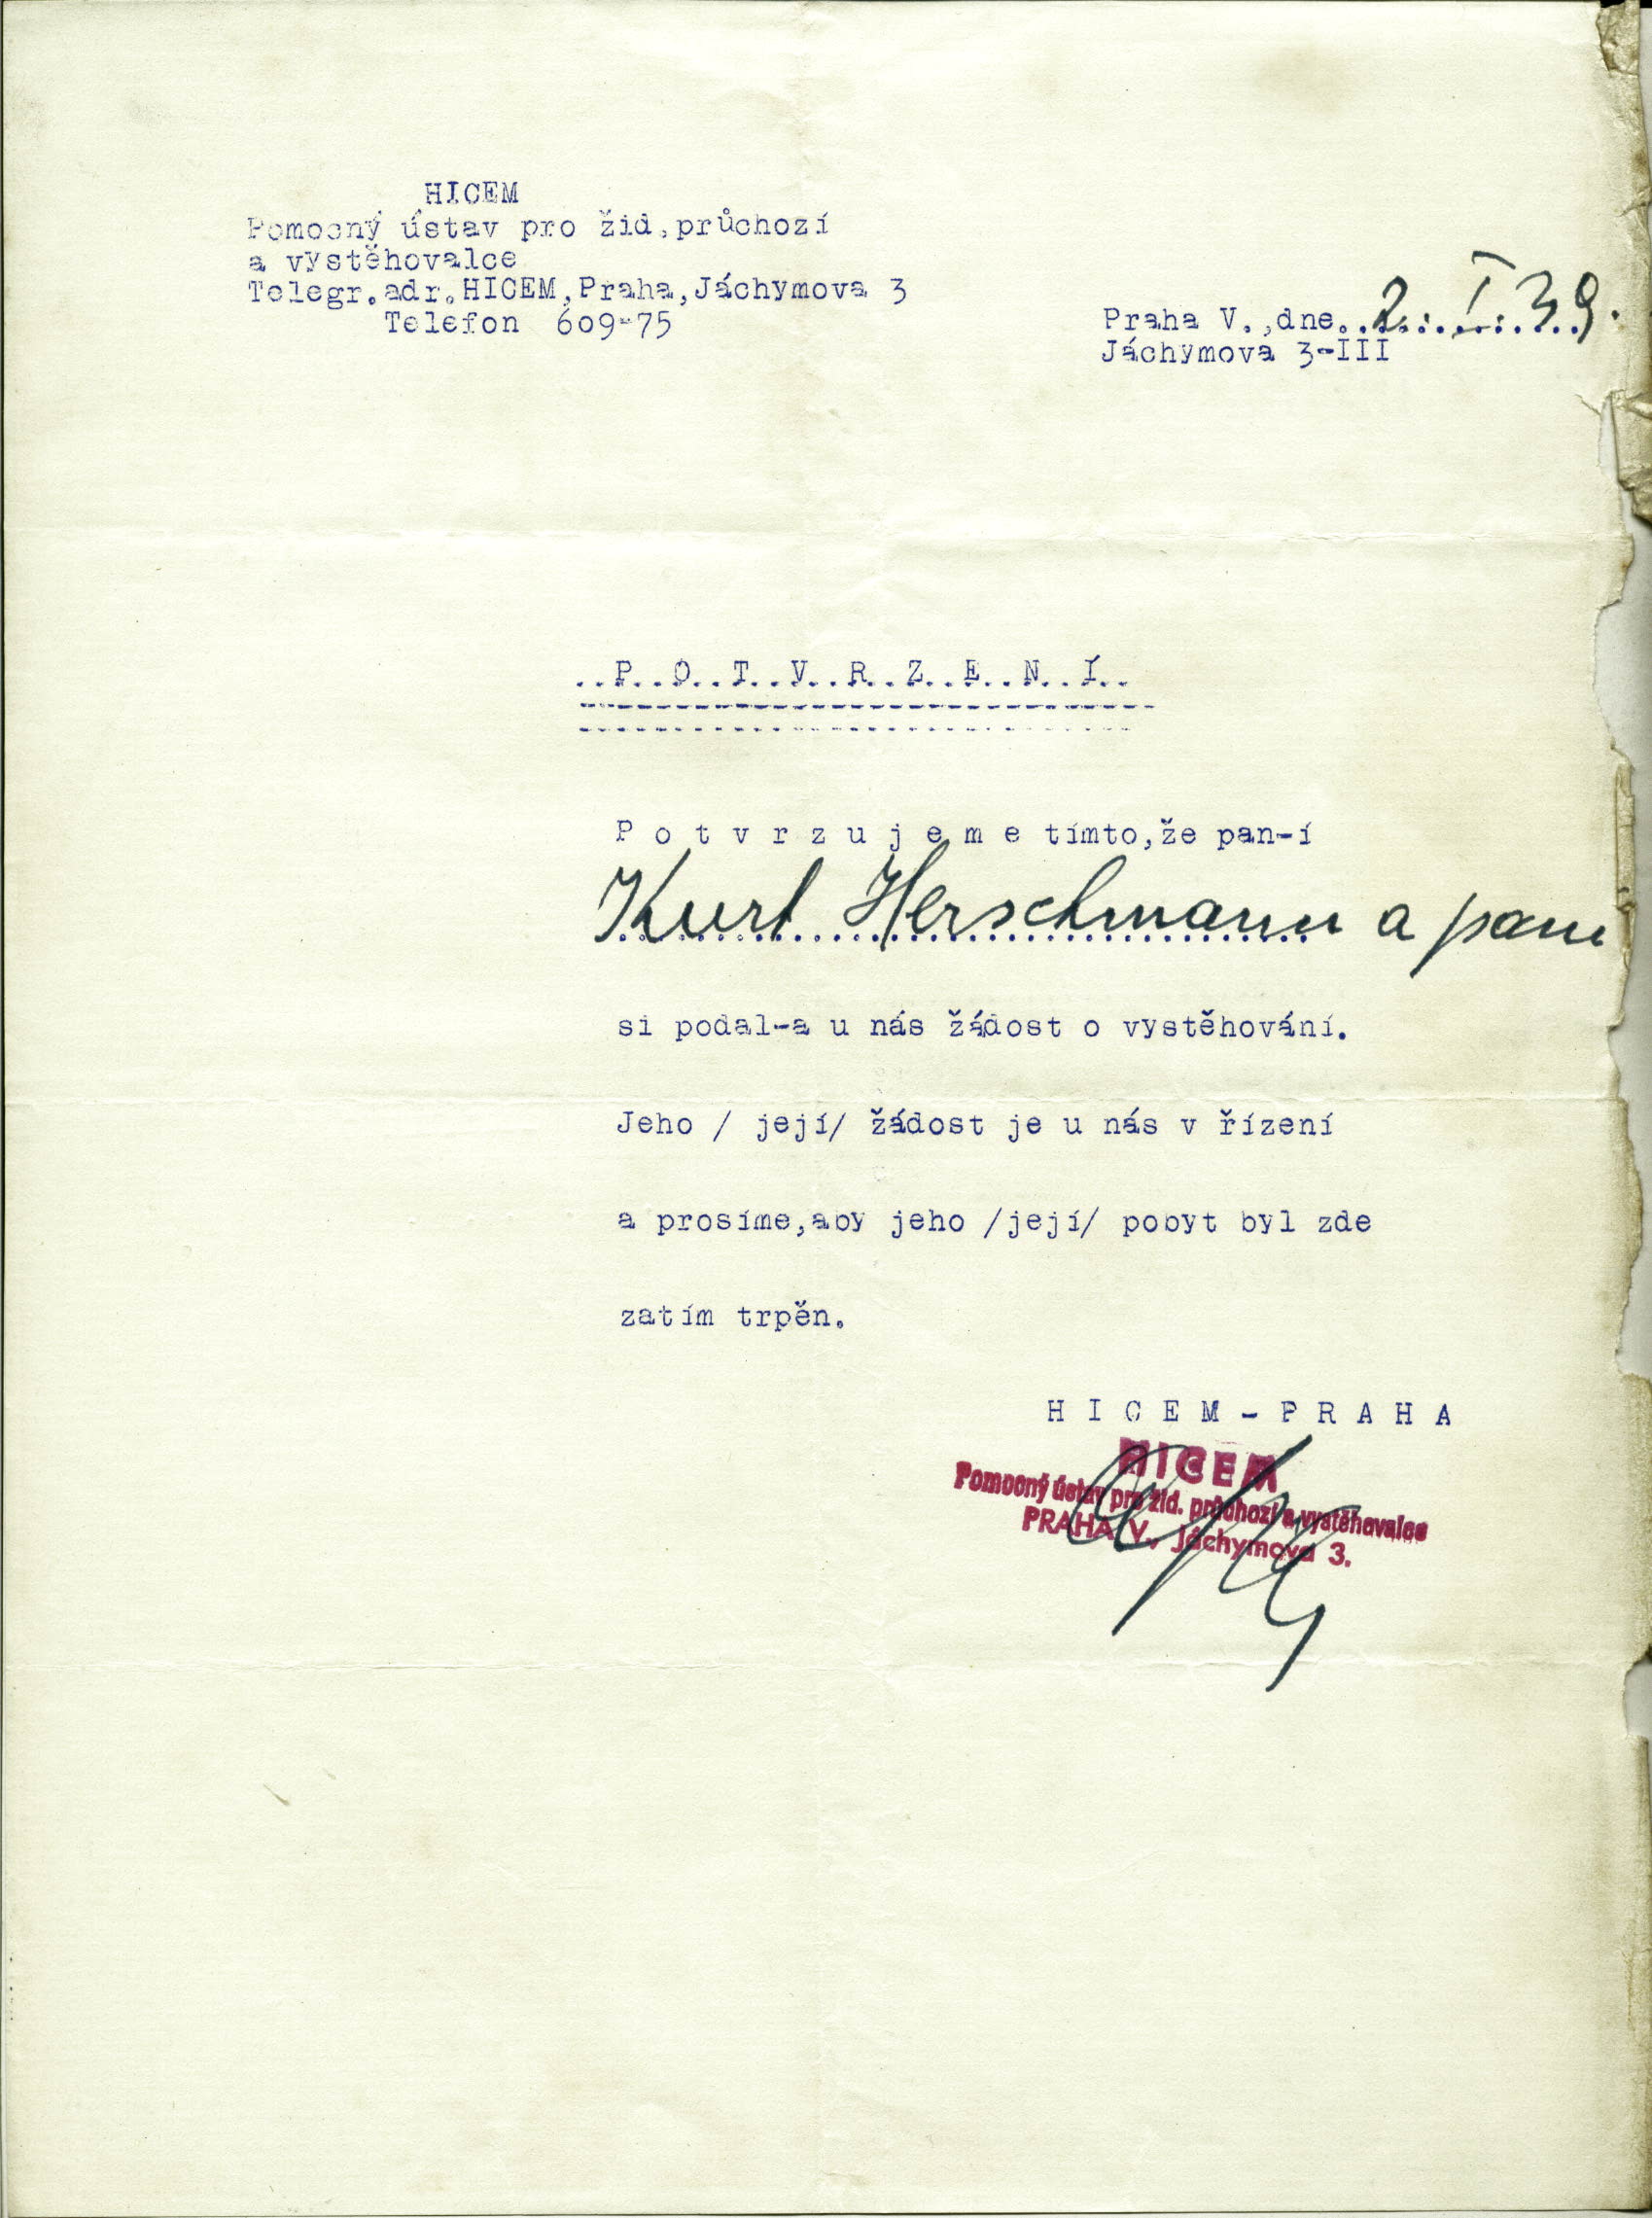 HICEM
Pomocný ústav pro žid.průchozí
a vystěhovalce
Telegr.adr.HICEM,Praha,Jáchymova 3
Telefon 609-75
Praha V.,dne..2..I.39.
Jáchymova 3-III
..P..O..T..V..R..Z..E..N..Í..
P o t v r z u j e m e tímto,že pan-í
Kurt Herschmann a pani
si podal-a u nás žádost o vystěhování.
Jeho / její/ žádost je u nás v řízení
a prosíme,aby jeho /její/ pobyt byl zde
zatím trpěn.
H I C E M - P R A H A
HICEM
Pomocný ústav pro žid. průchozí a vystěhovalce
PRAHA V., Jáchymova 3.